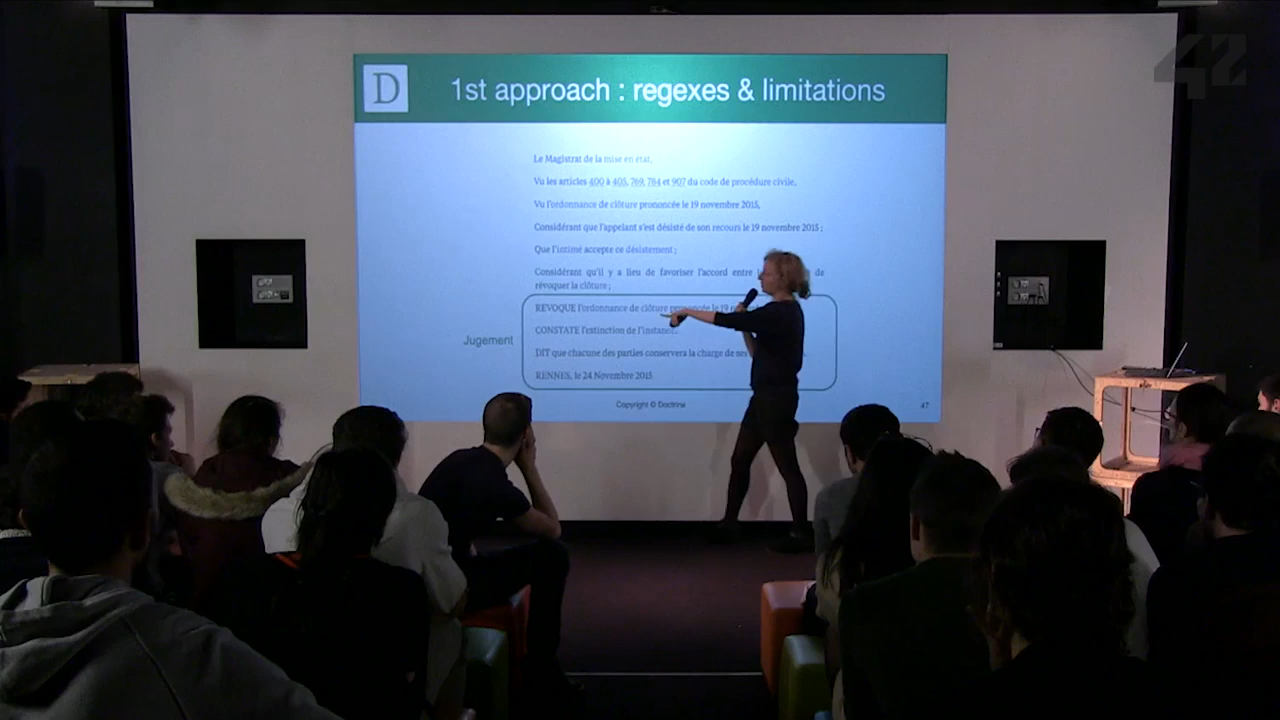 42
D
1st approach : regexes & limitations
Le Magistrat de la mise en état,
Vu les articles 400 à 405, 769, 784 et 907 du code de procédure civile,
Vu l'ordonnance de clôture prononcée le 19 novembre 2015,
Considérant que l'appelant s'est désisté de son recours le 19 novembre 2015 ;
Que l'intimé accepte ce désistement ;
Considérant qu'il y a lieu de favoriser l'accord entre de
révoquer la clôture ;
REVOQUE l'ordonnance de clôture prononcée le 19
CONSTATE l'extinction de l'instance.
Jugement
DIT que chacune des parties conservera la charge de
RENNES, le 24 Novembre 2015
Copyright © Doctrine
47